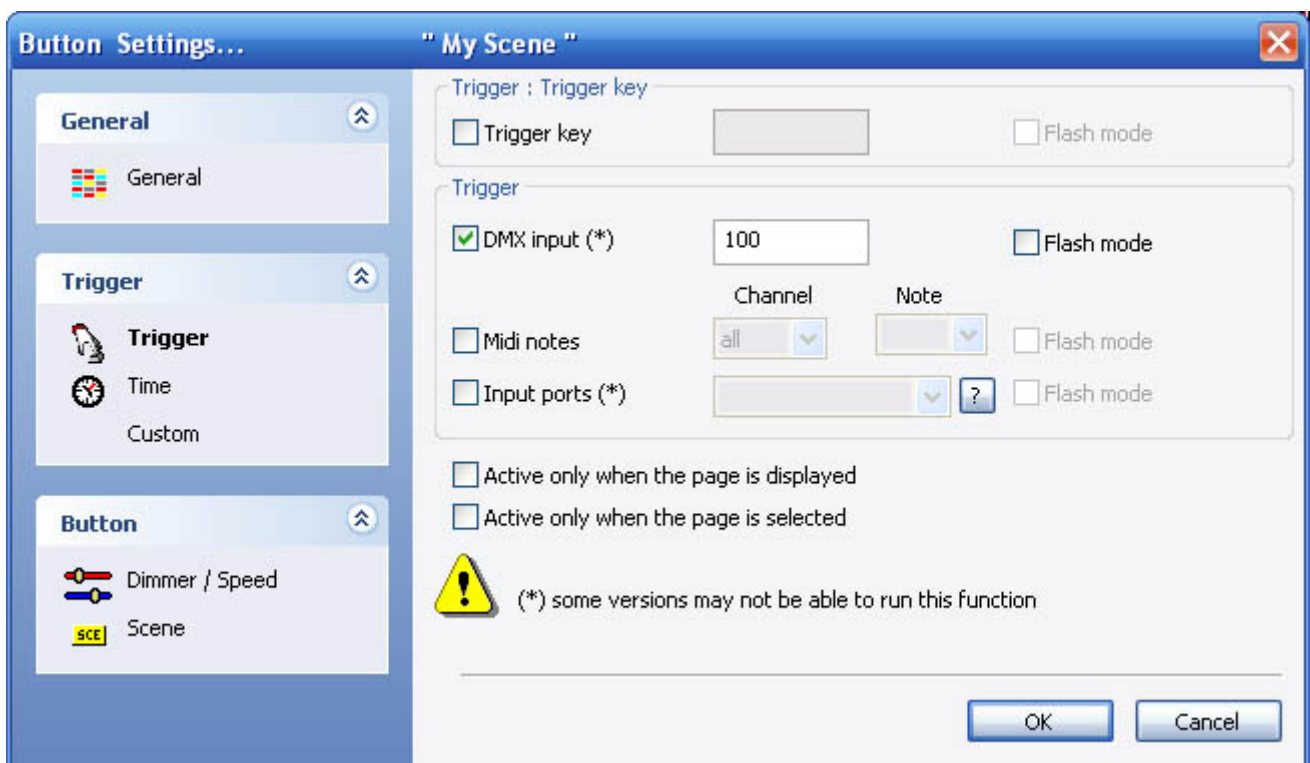 Button Settings... " My Scene "
General
General
Trigger
Trigger
Time
Custom
Button
Dimmer / Speed
SCE Scene
Trigger : Trigger key
Trigger key Flash mode
Trigger
DMX input (*) 100 Flash mode
Channel Note
Midi notes all Flash mode
Input ports (*) ? Flash mode
Active only when the page is displayed
Active only when the page is selected
(*) some versions may not be able to run this function
OK Cancel